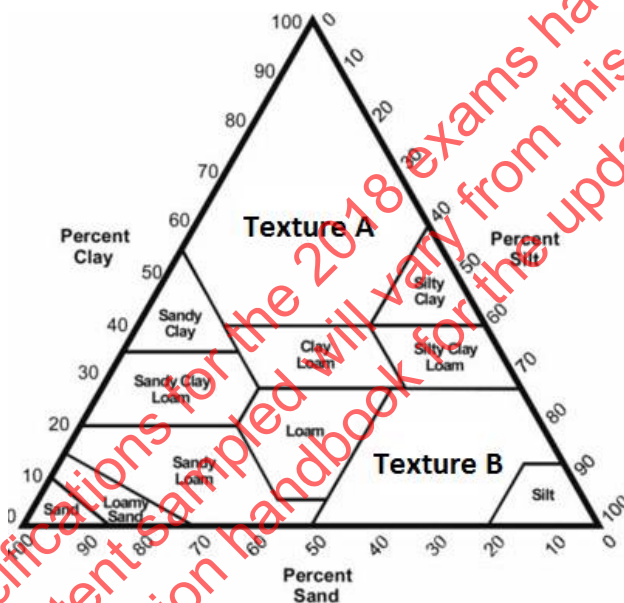 100
0
90
10
80
20
70
30
60
40
Texture A
Percent
Clay
Percent
Silt
50
50
Silty
Clay
60
40
Sandy
Clay
Clay
Loam
Silty Clay
Loam
70
30
Sandy Clay
Loam
80
20
Loam
Sandy
Loam
Texture B
90
10
Silt
Sand
Loamy
Sand
100
0
100
90
80
70
60
50
40
30
20
10
0
Percent
Sand
ifications for the 2018 exams ha
tent sampled will vary from this
ion handbook for the upda